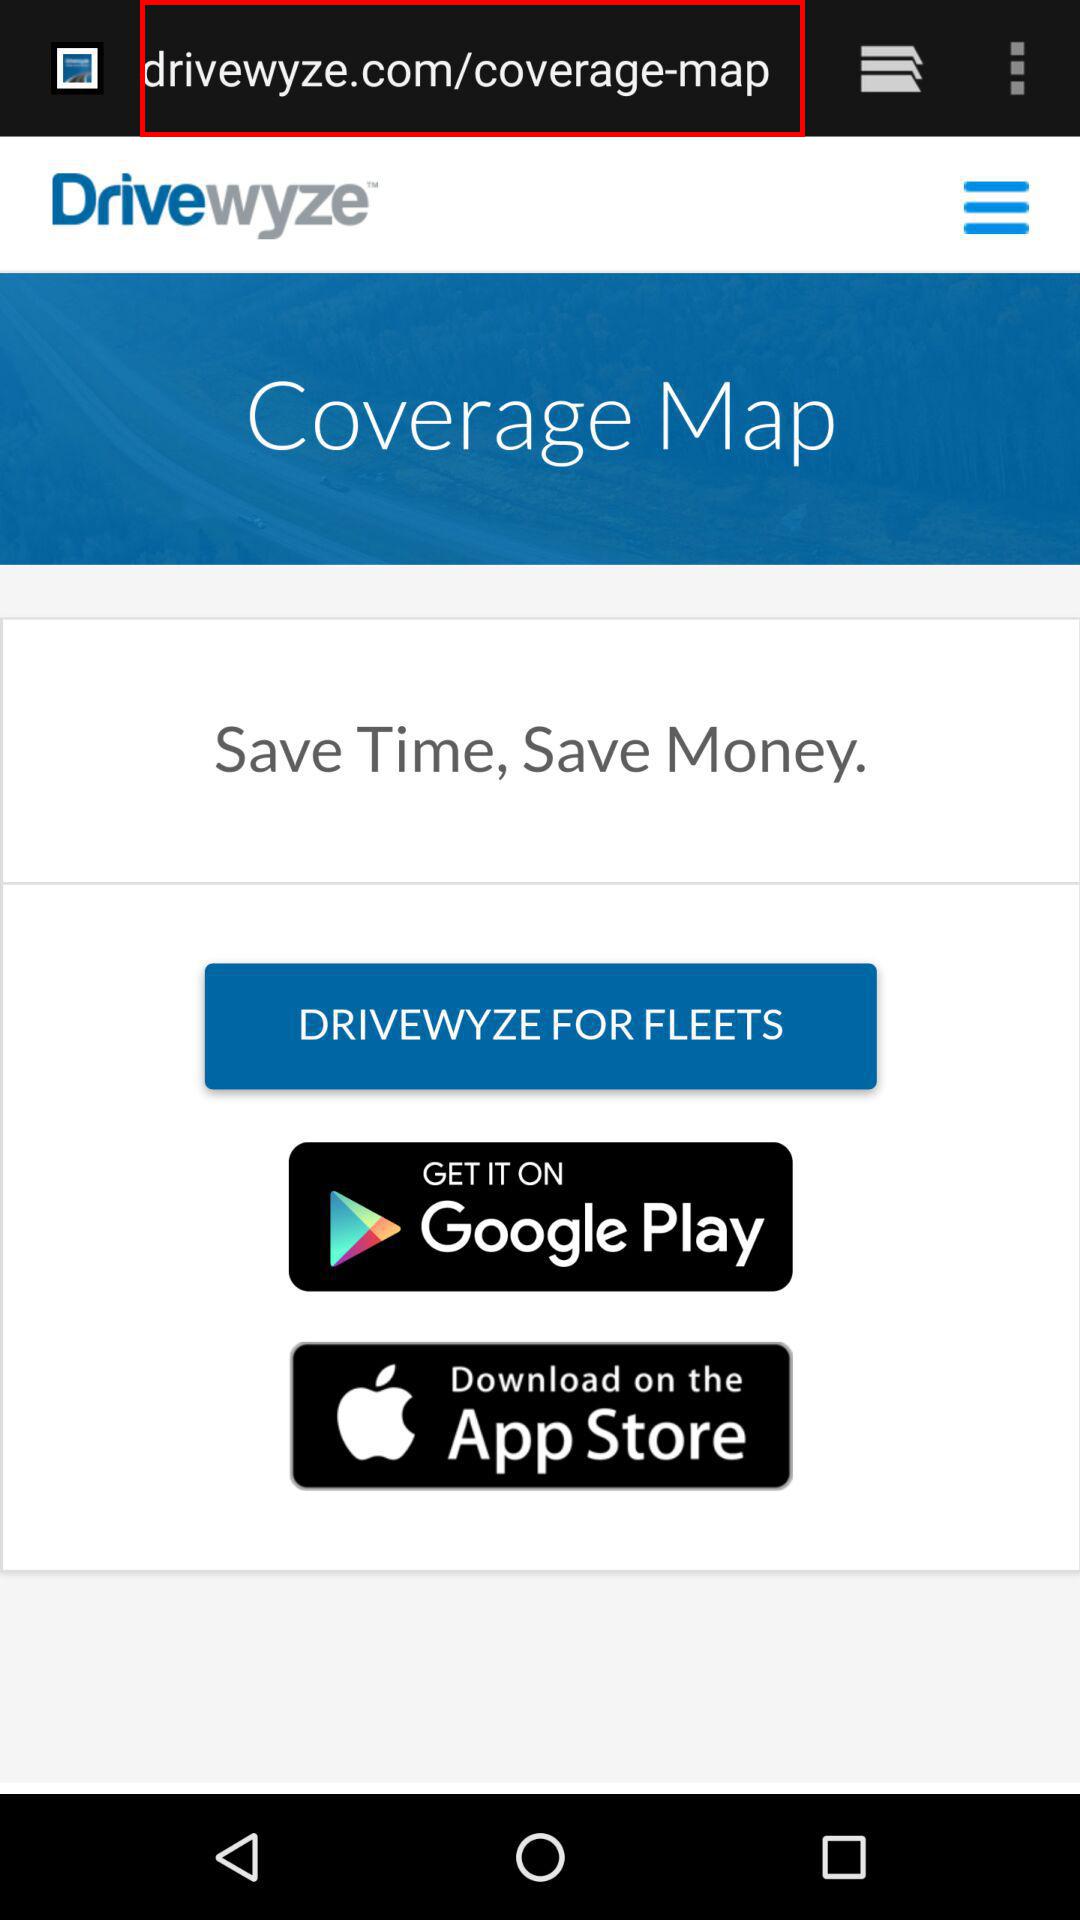 drivewyze.com/coverage-map
Drivewyze™
Coverage Map
Save Time, Save Money.
DRIVEWYZE FOR FLEETS
GET IT ON
Google Play
Download on the
App Store